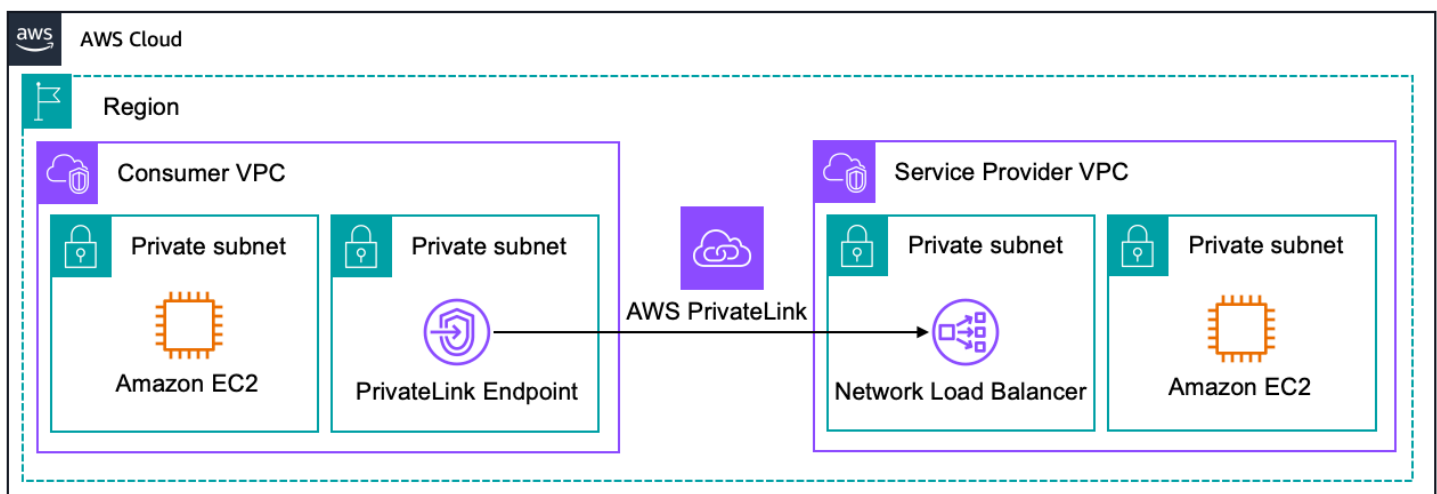 aws
AWS Cloud
Region
Consumer VPC
Private subnet
Amazon EC2
Private subnet
PrivateLink Endpoint
AWS PrivateLink
Service Provider VPC
Private subnet
Network Load Balancer
Private subnet
Amazon EC2